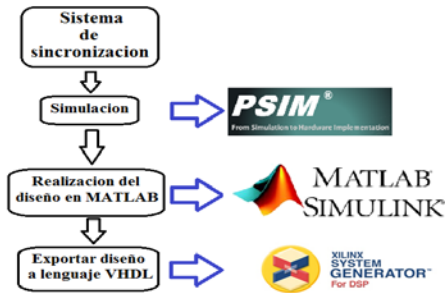 Sistema
de
sincronizacion
Simulacion
PSIM®
From Simulation to Hardware Implementation
Realizacion del
diseño en MATLAB
MATLAB®
SIMULINK®
Exportar diseño
a lenguaje VHDL
XILINX
SYSTEM
GENERATOR™
For DSP